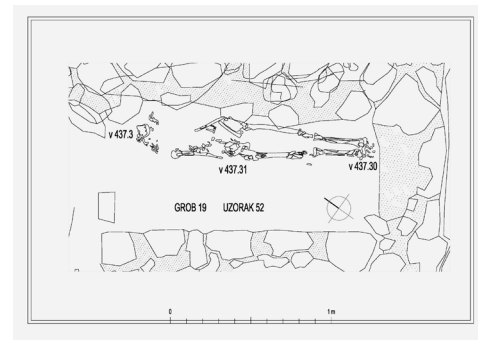 v 437.3
v 437.31
v 437.30
GROB 19 UZORAK 52
0 1 m